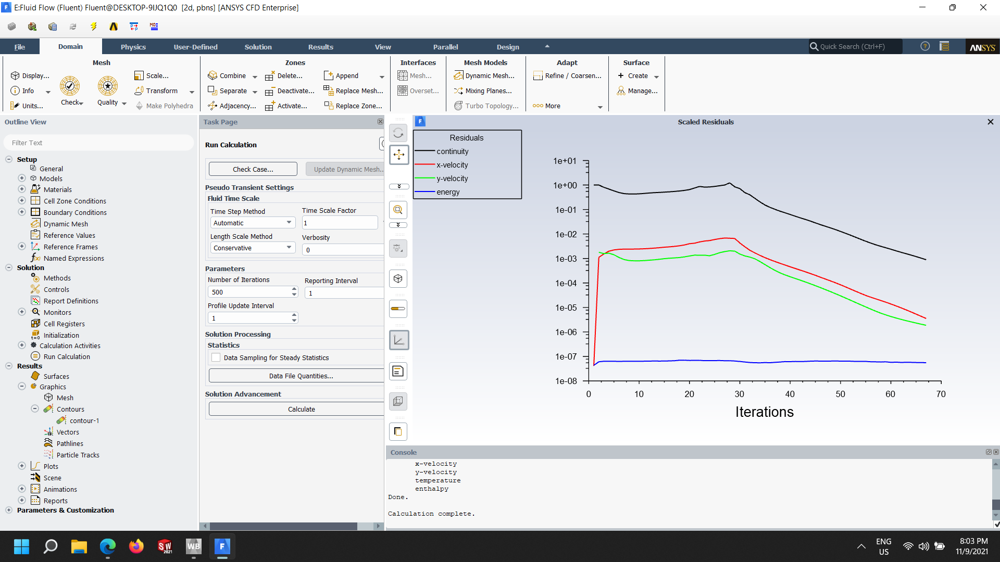 E:Fluid Flow (Fluent) Fluent@DESKTOP-9IJQ1Q0 [2d, pbns] [ANSYS CFD Enterprise]
File
Domain
Physics
User-Defined
Solution
Results
View
Parallel
Design
Quick Search (Ctrl+F)
ANSYS
Mesh
Display...
Info
Units...
Check
Quality
Scale...
Transform
Make Polyhedra
Zones
Combine
Separate
Adjacency...
Delete...
Deactivate...
Activate...
Append
Replace Mesh...
Replace Zone...
Interfaces
Mesh...
Overset...
Mesh Models
Dynamic Mesh...
Mixing Planes...
Turbo Topology...
Adapt
Refine / Coarsen...
More
Surface
Create
Manage...
Outline View
Filter Text
Setup
General
Models
Materials
Cell Zone Conditions
Boundary Conditions
Dynamic Mesh
Reference Values
Reference Frames
Named Expressions
Solution
Methods
Controls
Report Definitions
Monitors
Cell Registers
Initialization
Calculation Activities
Run Calculation
Results
Surfaces
Graphics
Mesh
Contours
contour-1
Vectors
Pathlines
Particle Tracks
Plots
Scene
Animations
Reports
Parameters & Customization
Task Page
Run Calculation
Check Case...
Update Dynamic Mesh..
Pseudo Transient Settings
Fluid Time Scale
Time Step Method
Time Scale Factor
Automatic
1
Length Scale Method
Verbosity
Conservative
0
Parameters
Number of Iterations
Reporting Interval
500
1
Profile Update Interval
1
Solution Processing
Statistics
Data Sampling for Steady Statistics
Data File Quantities...
Solution Advancement
Calculate
Scaled Residuals
Residuals
continuity
x-velocity
y-velocity
energy
1e+01
1e+00
1e-01
1e-02
1e-03
1e-04
1e-05
1e-06
1e-07
1e-08
0 10 20 30 40 50 60 70
Iterations
Console
x-velocity
y-velocity
temperature
enthalpy
Done.
Calculation complete.
SW
2021
WB
F
ENG
US
8:03 PM
11/9/2021